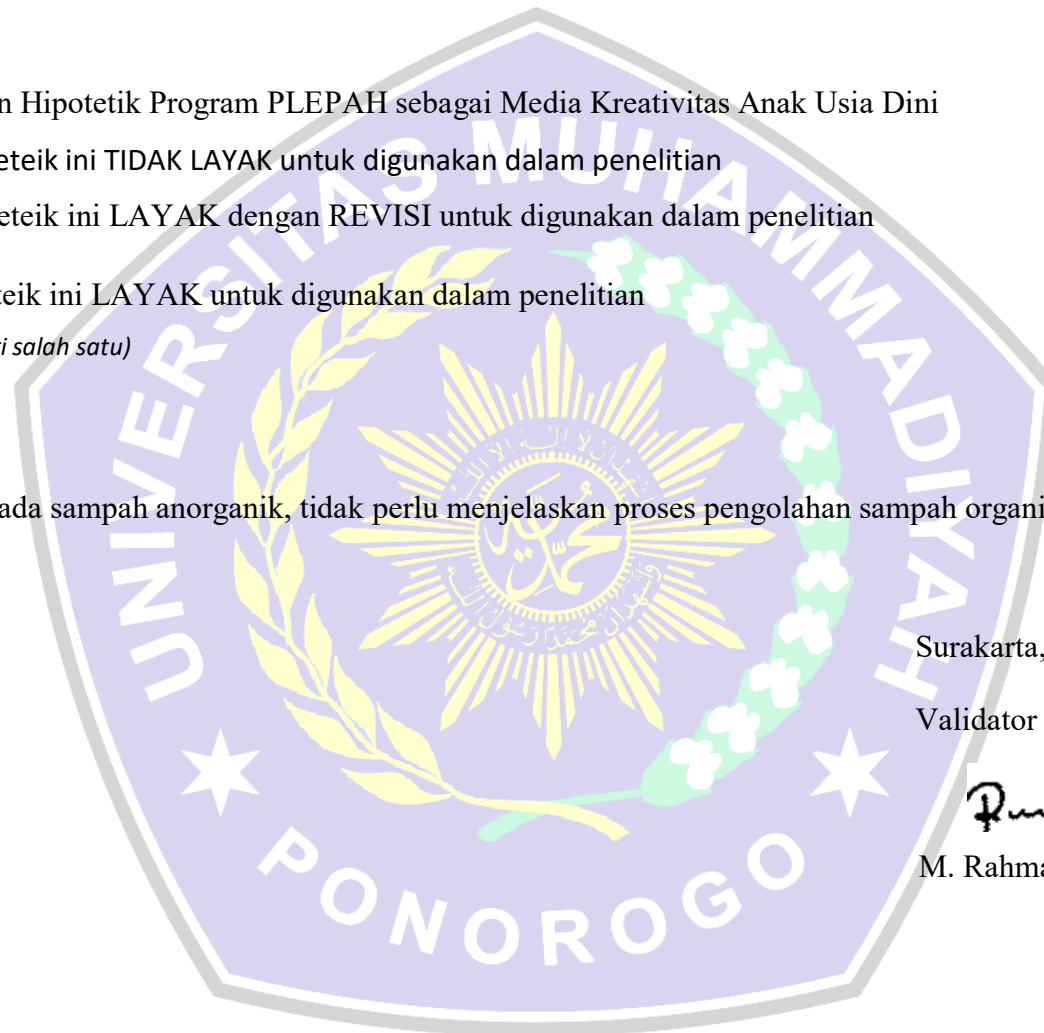 n Hipotetik Program PLEPAH sebagai Media Kreativitas Anak Usia Dini
eteik ini TIDAK LAYAK untuk digunakan dalam penelitian
eteik ini LAYAK dengan REVISI untuk digunakan dalam penelitian
teik ini LAYAK untuk digunakan dalam penelitian
i salah satu)
ada sampah anorganik, tidak perlu menjelaskan proses pengolahan sampah organi
Surakarta,
Validator
M. Rahma
UNIVERSITAS MUHAMMADIYAH
PONOROGO
محمد